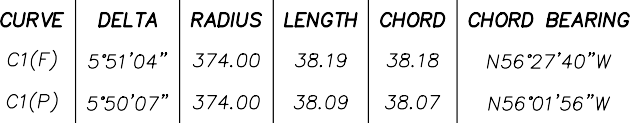 CURVE DELTA RADIUS LENGTH CHORD CHORD BEARING
C1(F) 5°51'04" 374.00 38.19 38.18 N56°27'40"W
C1(P) 5°50'07" 374.00 38.09 38.07 N56°01'56"W